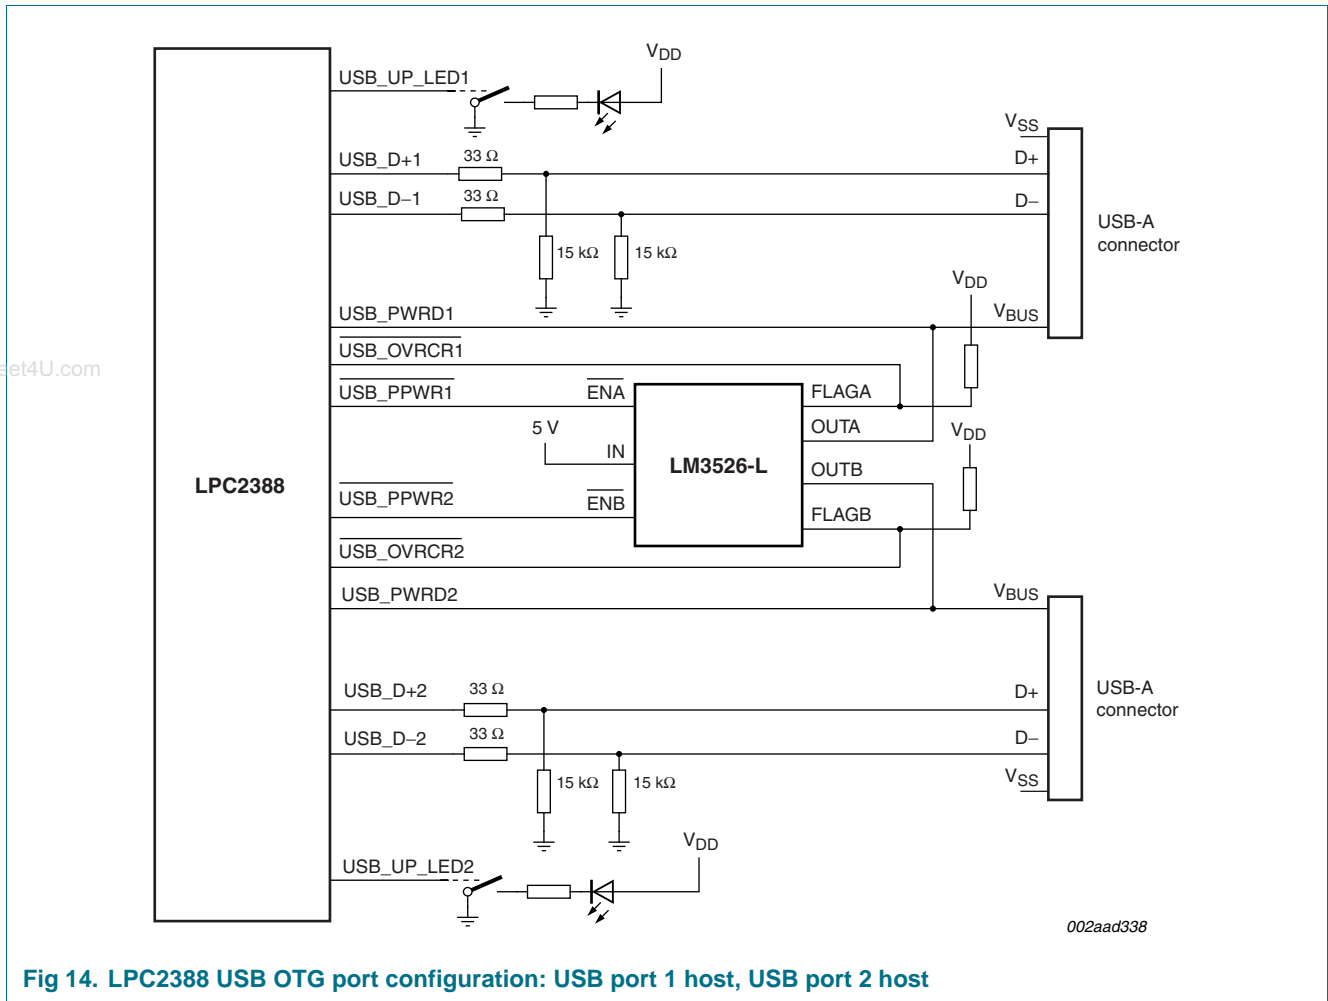 V<sub>DD</sub>
USB_UP_LED1
V<sub>SS</sub>
USB_D+1
33 Ω
D+
USB_D−1
33 Ω
D−
USB-A
connector
15 kΩ
15 kΩ
V<sub>DD</sub>
USB_PWRD1
V<sub>BUS</sub>
USB_OVRCR1
eet4U.com
USB_PPWR1
ENA
FLAGA
5 V
OUTA
V<sub>DD</sub>
IN
LM3526-L
OUTB
LPC2388
USB_PPWR2
ENB
FLAGB
USB_OVRCR2
USB_PWRD2
V<sub>BUS</sub>
USB_D+2
33 Ω
D+
USB-A
connector
USB_D−2
33 Ω
D−
15 kΩ
15 kΩ
V<sub>SS</sub>
V<sub>DD</sub>
USB_UP_LED2
002aad338
Fig 14. LPC2388 USB OTG port configuration: USB port 1 host, USB port 2 host